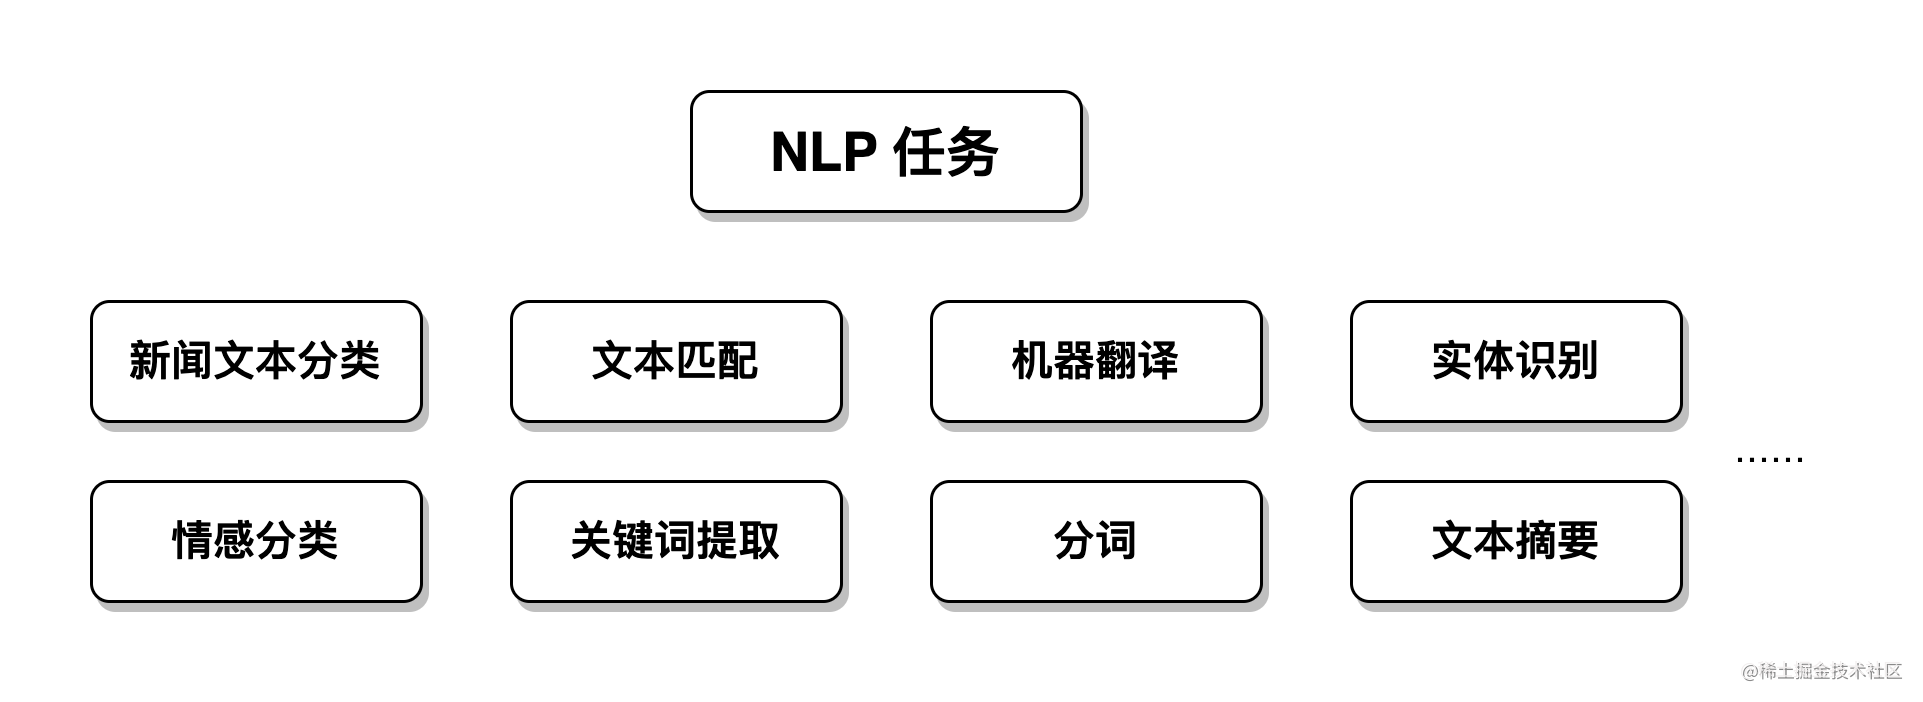 NLP 任务
新闻文本分类
文本匹配
机器翻译
实体识别
......
情感分类
关键词提取
分词
文本摘要
@稀土掘金技术社区